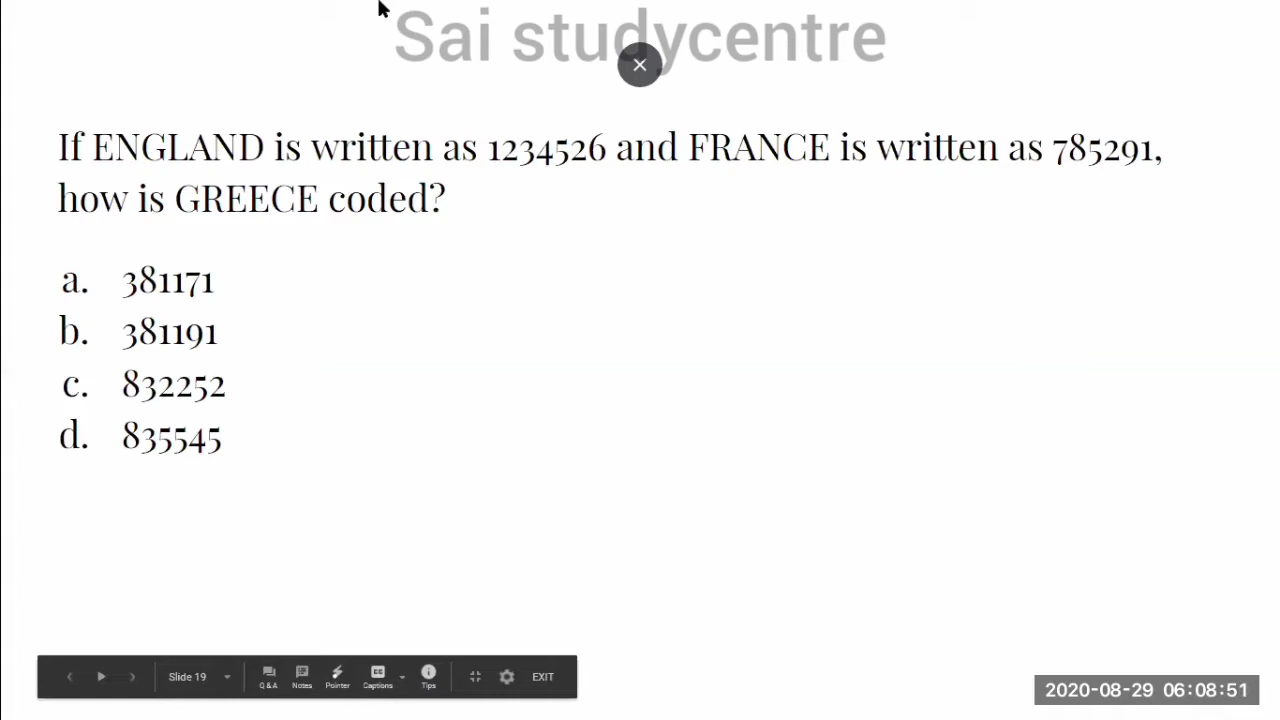 Sai studycentre
If ENGLAND is written as 1234526 and FRANCE is written as 785291,
how is GREECE coded?
a. 381171
b. 381191
c. 832252
d. 835545
Slide 19 Q & A Notes Pointer Captions Tips EXIT
2020-08-29 06:08:51